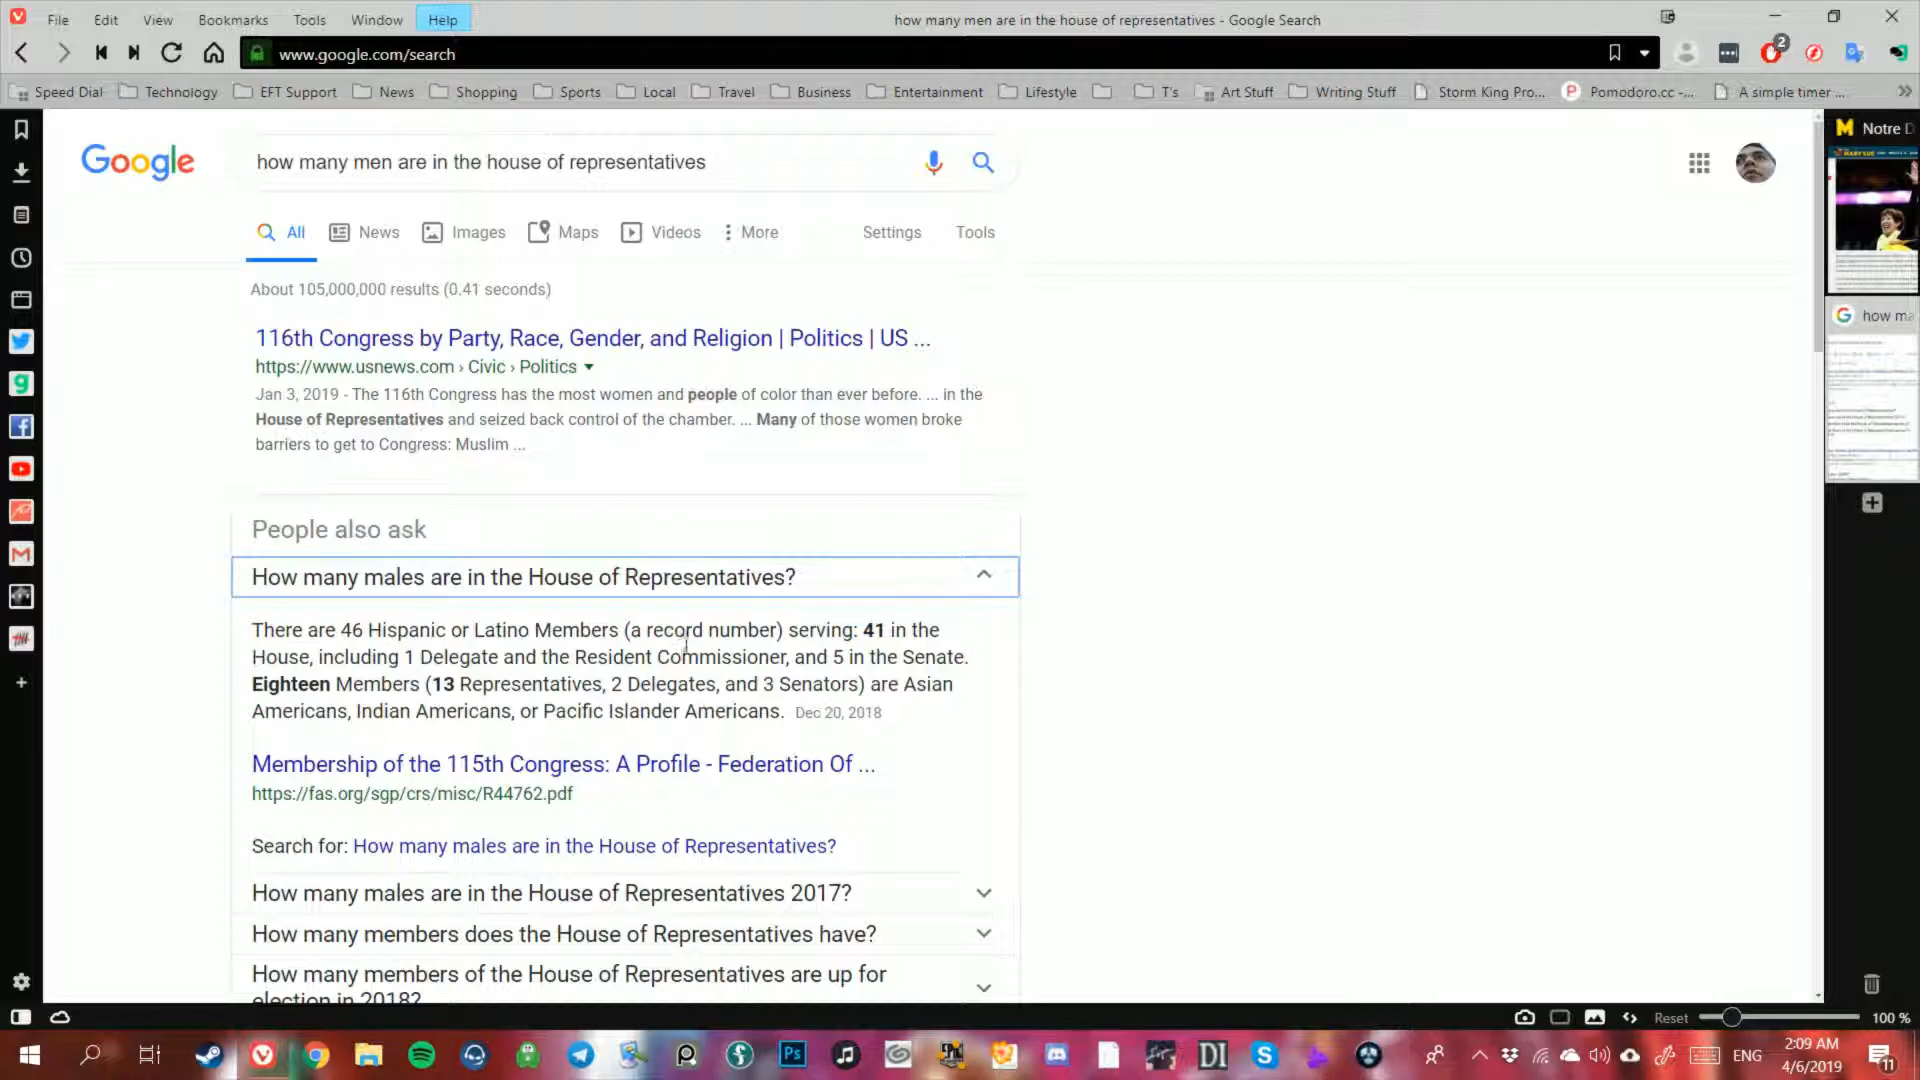 File Edit View Bookmarks Tools Window Help
how many men are in the house of representatives - Google Search
www.google.com/search
2
Speed Dial Technology EFT Support News Shopping Sports Local Travel Business Entertainment Lifestyle T's Art Stuff Writing Stuff Storm King Pro... Pomodoro.cc -... A simple timer ...
Notre D
Google
how many men are in the house of representatives
All News Images Maps Videos More Settings Tools
how ma
About 105,000,000 results (0.41 seconds)
116th Congress by Party, Race, Gender, and Religion | Politics | US ...
https://www.usnews.com › Civic › Politics
Jan 3, 2019 - The 116th Congress has the most women and people of color than ever before. ... in the
House of Representatives and seized back control of the chamber. ... Many of those women broke
barriers to get to Congress: Muslim ...
People also ask
How many males are in the House of Representatives?
There are 46 Hispanic or Latino Members (a record number) serving: 41 in the
House, including 1 Delegate and the Resident Commissioner, and 5 in the Senate.
Eighteen Members (13 Representatives, 2 Delegates, and 3 Senators) are Asian
Americans, Indian Americans, or Pacific Islander Americans. Dec 20, 2018
Membership of the 115th Congress: A Profile - Federation Of ...
https://fas.org/sgp/crs/misc/R44762.pdf
Search for: How many males are in the House of Representatives?
How many males are in the House of Representatives 2017?
How many members does the House of Representatives have?
How many members of the House of Representatives are up for
election in 2018?
Reset 100 %
Ps
DI
ENG
2:09 AM
4/6/2019
11